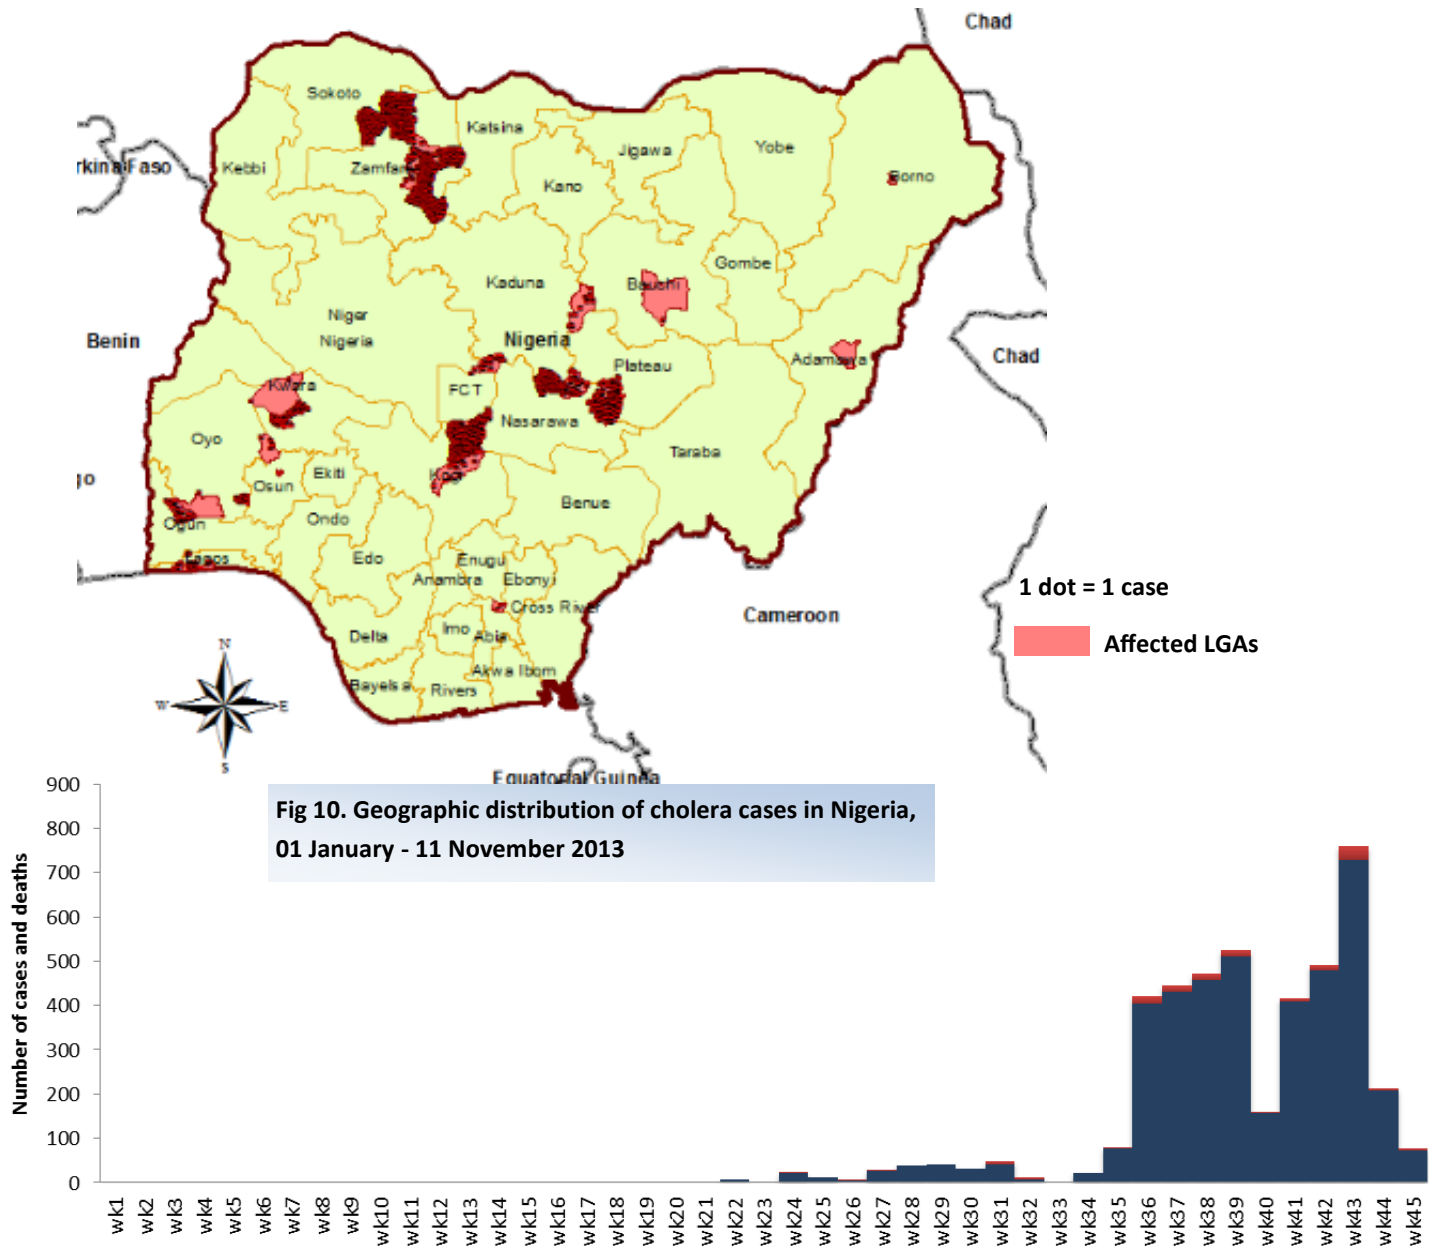 Chad
Sokoto
Katsina
Jigawa
Yobe
rkina Faso
Kebbi
Zamfara
Kano
Borno
Kaduna
Bauchi
Gombe
Niger
Nigeria
Nigeria
Benin
Chad
Adamawa
Plateau
Kwara
FCT
Nasarawa
Oyo
Taraba
go
Osun
Ekiti
Kogi
Benue
Ogun
Ondo
Lagos
Edo
Enugu
Anambra
Ebonyi
Cross River
1 dot = 1 case
Cameroon
Affected LGAs
Delta
Imo
Abia
N
W
E
S
Akwa Ibom
Bayelsa
Rivers
Equatorial Guinea
Fig 10. Geographic distribution of cholera cases in Nigeria,
01 January - 11 November 2013
Number of cases and deaths
900
800
700
600
500
400
300
200
100
0
wk1
wk2
wk3
wk4
wk5
wk6
wk7
wk8
wk9
wk10
wk11
wk12
wk13
wk14
wk15
wk16
wk17
wk18
wk19
wk20
wk21
wk22
wk23
wk24
wk25
wk26
wk27
wk28
wk29
wk30
wk31
wk32
wk33
wk34
wk35
wk36
wk37
wk38
wk39
wk40
wk41
wk42
wk43
wk44
wk45